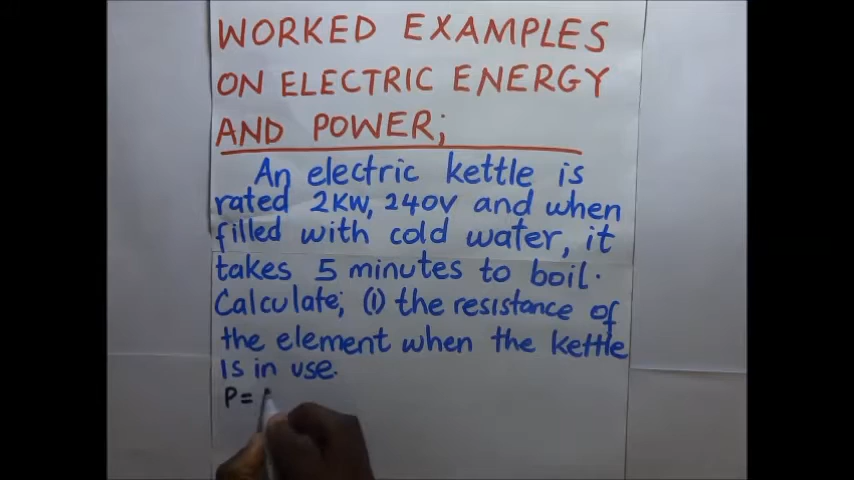 WORKED EXAMPLES
ON ELECTRIC ENERGY
AND POWER;
An electric kettle is
rated 2KW, 240V and when
filled with cold water, it
takes 5 minutes to boil.
Calculate; (1) the resistance of
the element when the kettle
Is in use.
P=